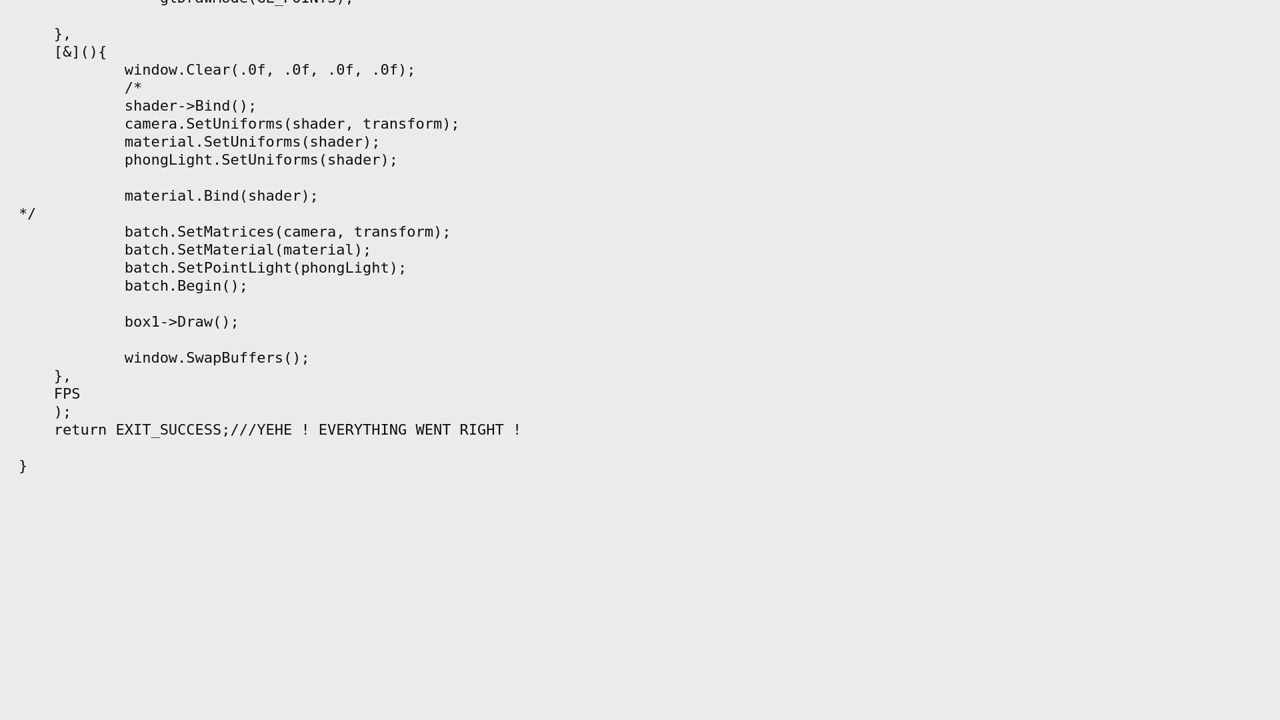 glDrawMode(GL_POINTS);
},
[&](){
window.Clear(.0f, .0f, .0f, .0f);
/*
shader->Bind();
camera.SetUniforms(shader, transform);
material.SetUniforms(shader);
phongLight.SetUniforms(shader);
material.Bind(shader);
*/
batch.SetMatrices(camera, transform);
batch.SetMaterial(material);
batch.SetPointLight(phongLight);
batch.Begin();
box1->Draw();
window.SwapBuffers();
},
FPS
);
return EXIT_SUCCESS;///YEHE ! EVERYTHING WENT RIGHT !
}